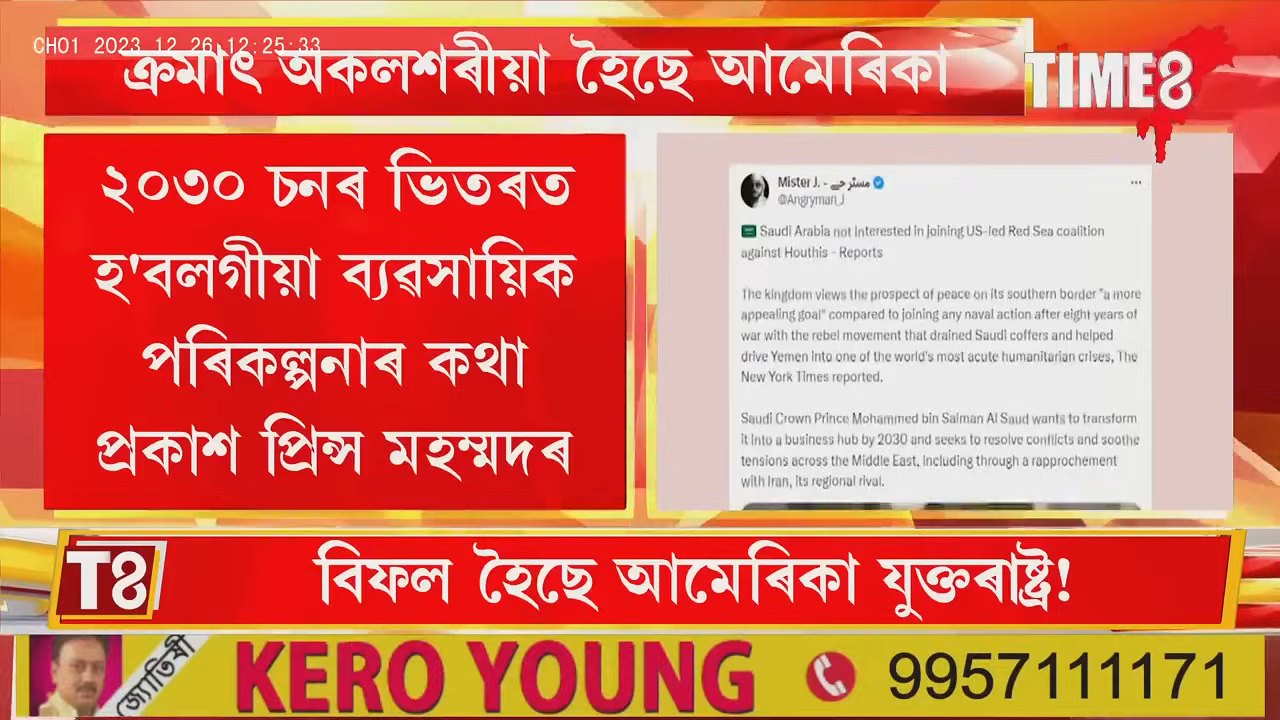 CH01 2023 12 26 12:25:33
ক্ৰমাৎ অকলশৰীয়া হৈছে আমেৰিকা
TIME8
২০৩০ চনৰ ভিতৰত
হ'বলগীয়া ব্যৱসায়িক
পৰিকল্পনাৰ কথা
প্ৰকাশ প্ৰিন্স মহম্মদৰ
Mister J. - مسٹر جے
@Angryman_J
Saudi Arabia not interested in joining US-led Red Sea coalition
against Houthis - Reports
The kingdom views the prospect of peace on its southern border "a more
appealing goal" compared to joining any naval action after eight years of
war with the rebel movement that drained Saudi coffers and helped
drive Yemen into one of the world's most acute humanitarian crises, The
New York Times reported.
Saudi Crown Prince Mohammed bin Salman Al Saud wants to transform
it into a business hub by 2030 and seeks to resolve conflicts and soothe
tensions across the Middle East, including through a rapprochement
with Iran, its regional rival.
T8
বিফল হৈছে আমেৰিকা যুক্তৰাষ্ট্ৰ!
জ্যোতিষী
KERO YOUNG
9957111171